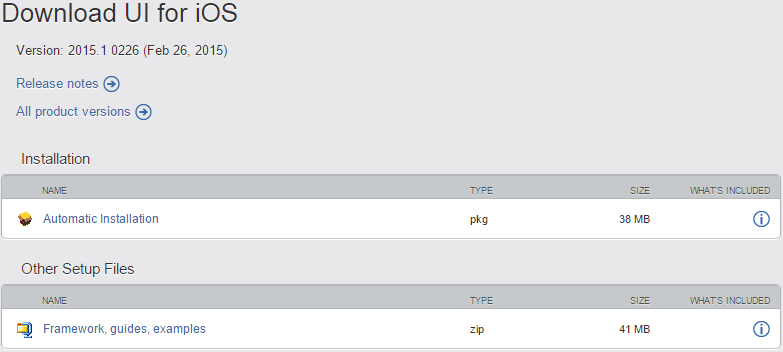 Download UI for iOS
Version: 2015.1 0226 (Feb 26, 2015)
Release notes
All product versions
Installation
NAME TYPE SIZE WHAT'S INCLUDED
Automatic Installation pkg 38 MB
Other Setup Files
NAME TYPE SIZE WHAT'S INCLUDED
Framework, guides, examples zip 41 MB